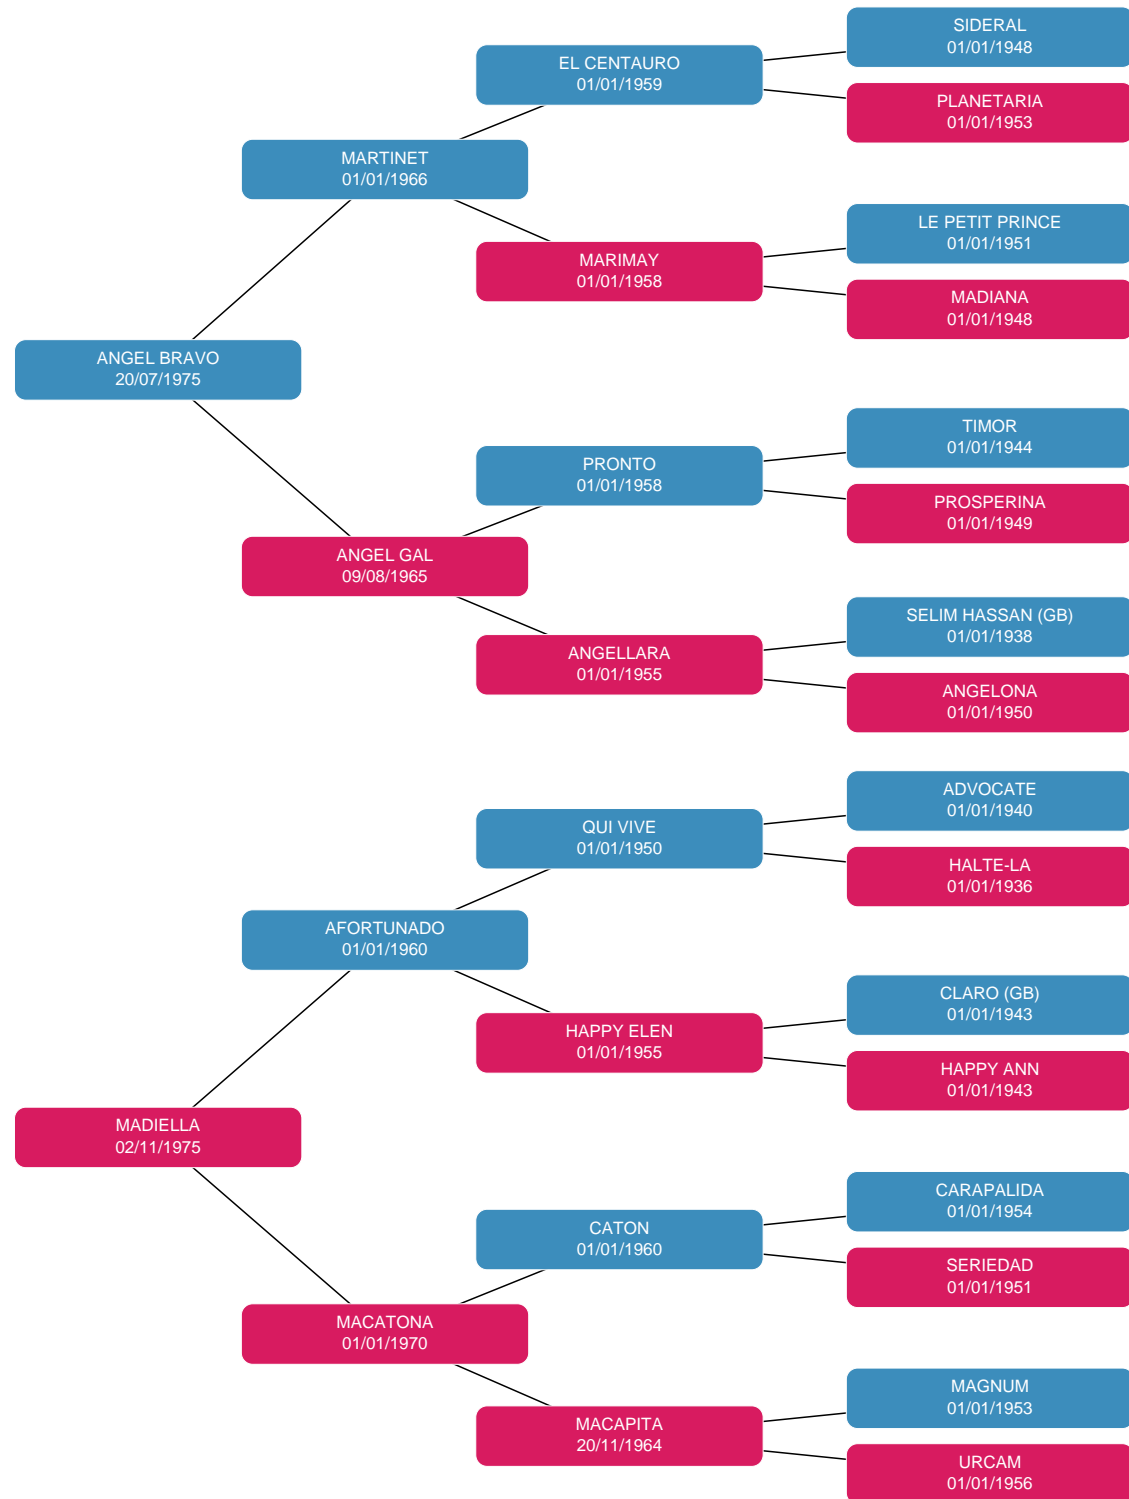 SIDERAL
01/01/1948
EL CENTAURO
01/01/1959
PLANETARIA
01/01/1953
MARTINET
01/01/1966
LE PETIT PRINCE
01/01/1951
MARIMAY
01/01/1958
MADIANA
01/01/1948
ANGEL BRAVO
20/07/1975
TIMOR
01/01/1944
PRONTO
01/01/1958
PROSPERINA
01/01/1949
ANGEL GAL
09/08/1965
SELIM HASSAN (GB)
01/01/1938
ANGELLARA
01/01/1955
ANGELONA
01/01/1950
ADVOCATE
01/01/1940
QUI VIVE
01/01/1950
HALTE-LA
01/01/1936
AFORTUNADO
01/01/1960
CLARO (GB)
01/01/1943
HAPPY ELEN
01/01/1955
HAPPY ANN
01/01/1943
MADIELLA
02/11/1975
CARAPALIDA
01/01/1954
CATON
01/01/1960
SERIEDAD
01/01/1951
MACATONA
01/01/1970
MAGNUM
01/01/1953
MACAPITA
20/11/1964
URCAM
01/01/1956